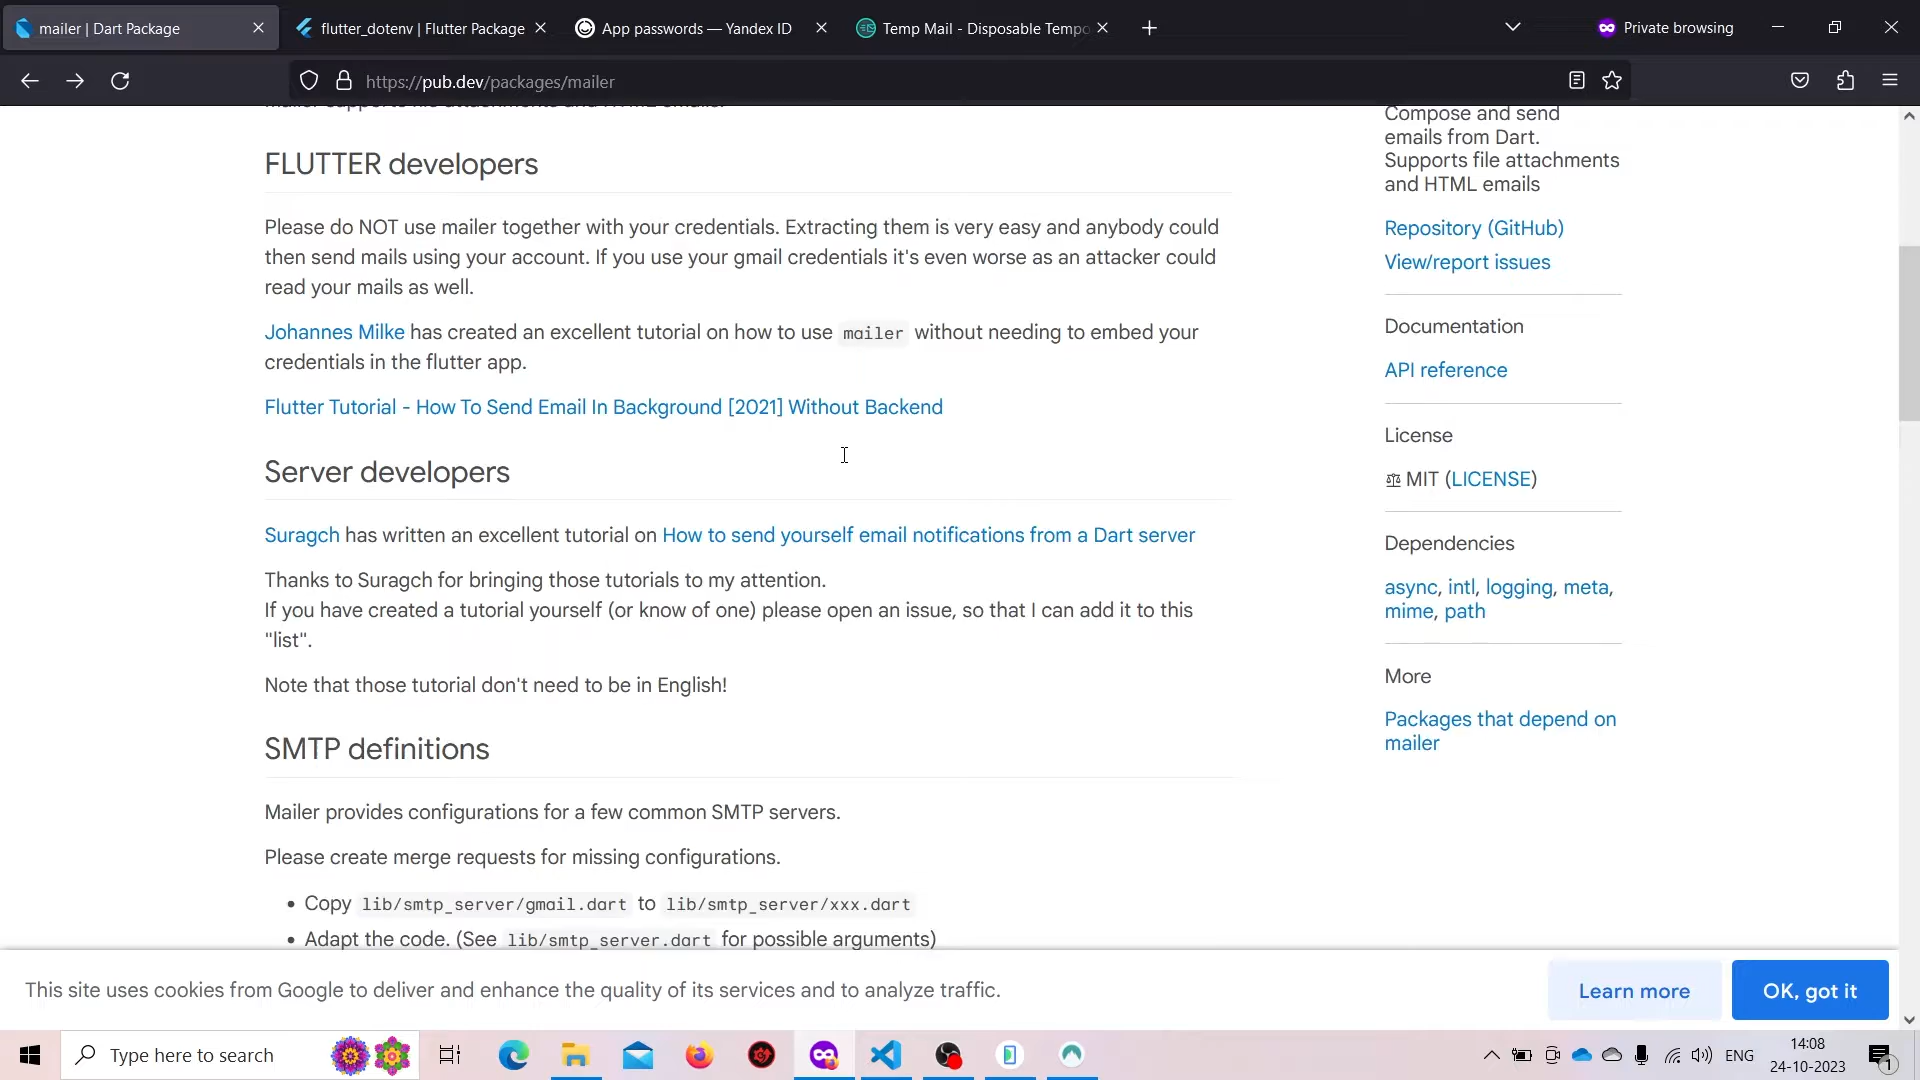 mailer | Dart Package
flutter_dotenv | Flutter Package
App passwords — Yandex ID
Temp Mail - Disposable Tempo
Private browsing
https://pub.dev/packages/mailer
mailer supports file attachments and HTML emails.
FLUTTER developers
Please do NOT use mailer together with your credentials. Extracting them is very easy and anybody could
then send mails using your account. If you use your gmail credentials it's even worse as an attacker could
read your mails as well.
Johannes Milke has created an excellent tutorial on how to use mailer without needing to embed your
credentials in the flutter app.
Flutter Tutorial - How To Send Email In Background [2021] Without Backend
Server developers
Suragch has written an excellent tutorial on How to send yourself email notifications from a Dart server
Thanks to Suragch for bringing those tutorials to my attention.
If you have created a tutorial yourself (or know of one) please open an issue, so that I can add it to this
"list".
Note that those tutorial don't need to be in English!
SMTP definitions
Mailer provides configurations for a few common SMTP servers.
Please create merge requests for missing configurations.
• Copy lib/smtp_server/gmail.dart to lib/smtp_server/xxx.dart
• Adapt the code. (See lib/smtp_server.dart for possible arguments)
Compose and send
emails from Dart.
Supports file attachments
and HTML emails
Repository (GitHub)
View/report issues
Documentation
API reference
License
MIT (LICENSE)
Dependencies
async, intl, logging, meta,
mime, path
More
Packages that depend on
mailer
This site uses cookies from Google to deliver and enhance the quality of its services and to analyze traffic.
Learn more
OK, got it
Type here to search
ENG
14:08
24-10-2023
1